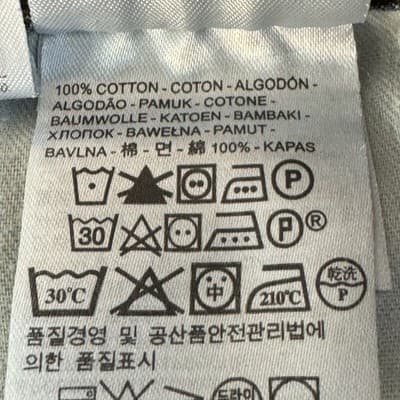 100% COTTON - COTON - ALGODÓN -
ALGODÃO - PAMUK - COTONE -
BAUMWOLLE - KATOEN - BAMBAKI -
ХЛОПОК - BAWEŁNA - PAMUT -
BAVLNA - 棉 - 면 - 綿 100% - KAPAS
P
30 P ®
30°C 中 210℃ 乾洗 P
품질경영 및 공산품안전관리법에
의한 품질표시
드라이